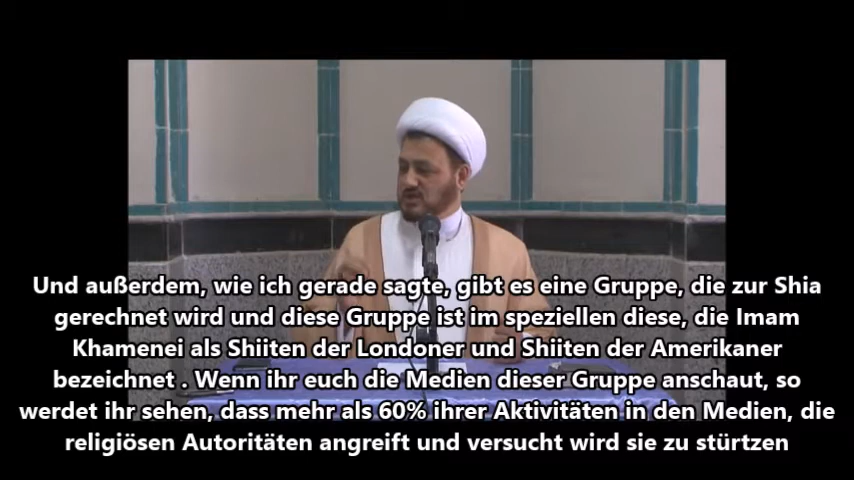 Und außerdem, wie ich gerade sagte, gibt es eine Gruppe, die zur Shia
gerechnet wird und diese Gruppe ist im speziellen diese, die Imam
Khamenei als Shiiten der Londoner und Shiiten der Amerikaner
bezeichnet . Wenn ihr euch die Medien dieser Gruppe anschaut, so
werdet ihr sehen, dass mehr als 60% ihrer Aktivitäten in den Medien, die
religiösen Autoritäten angreift und versucht wird sie zu stürtzen